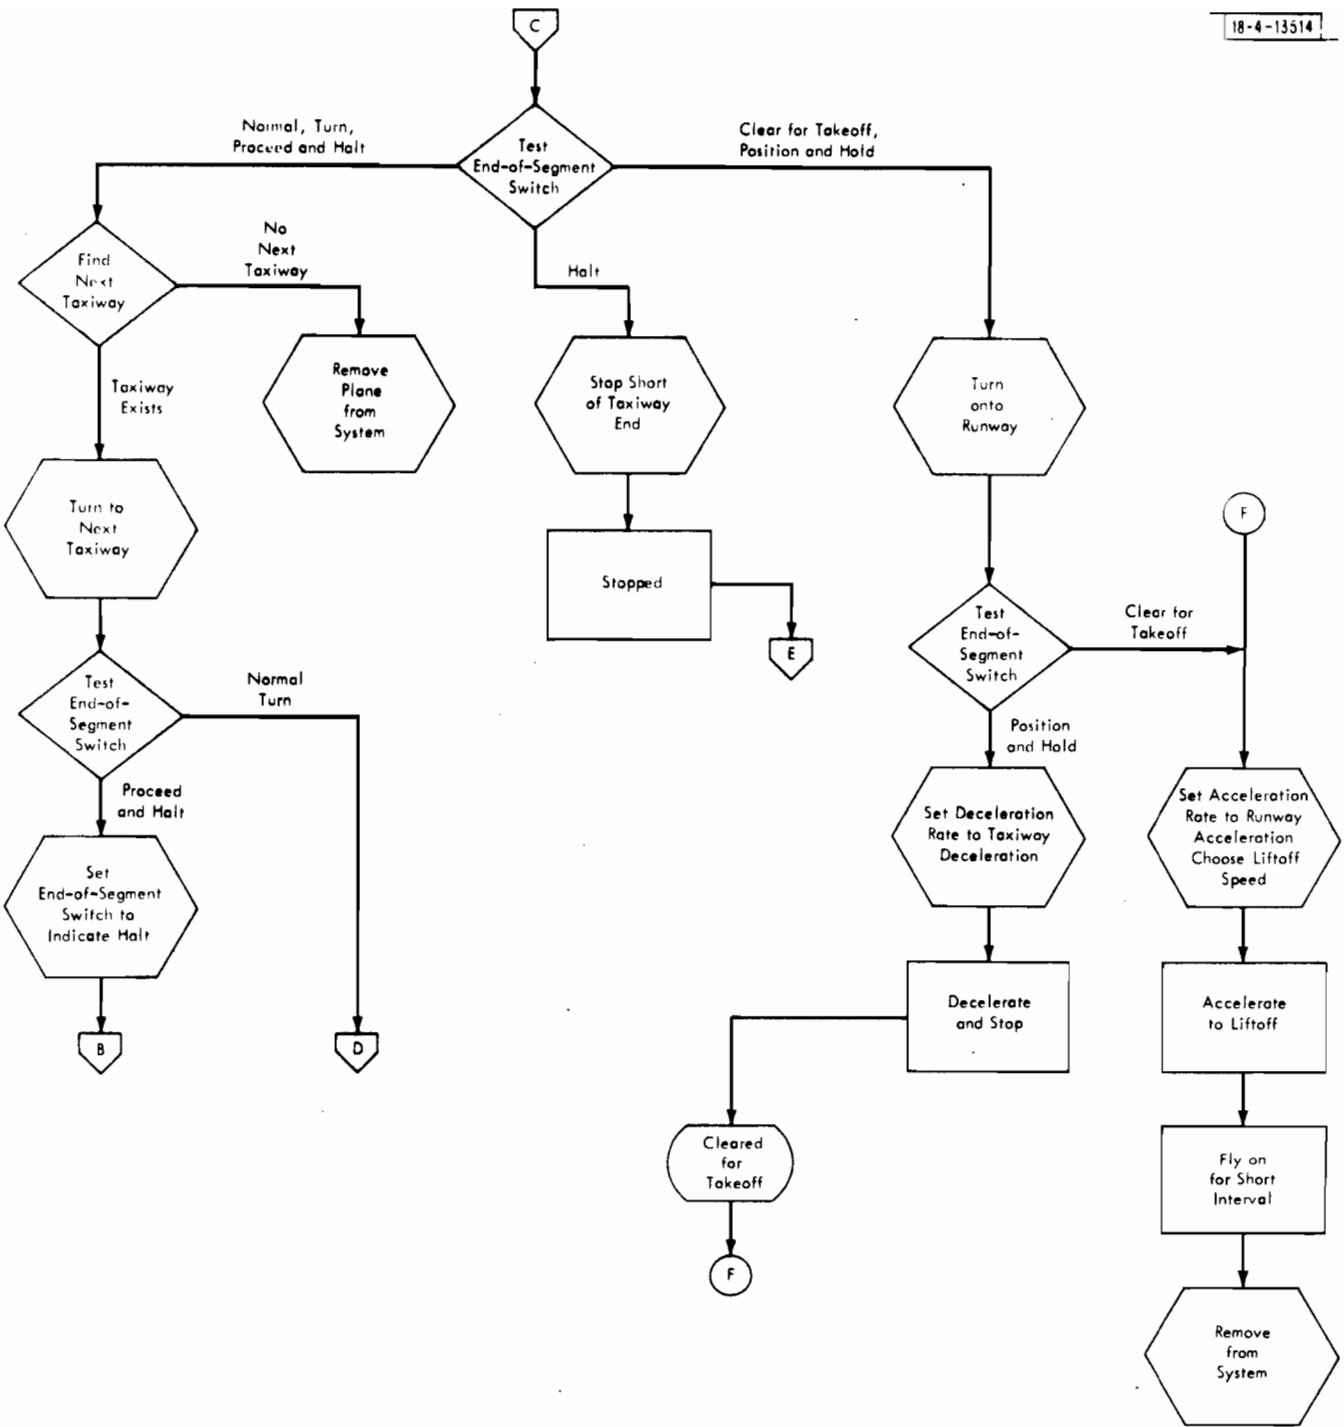 18-4-13514
C
Normal, Turn,
Proceed and Halt
Test
End-of-Segment
Switch
Clear for Takeoff,
Position and Hold
Find
Next
Taxiway
No
Next
Taxiway
Halt
Taxiway
Exists
Remove
Plane
from
System
Stop Short
of Taxiway
End
Turn
onto
Runway
Turn to
Next
Taxiway
Stopped
E
F
Test
End-of-
Segment
Switch
Clear for
Takeoff
Test
End-of-
Segment
Switch
Normal
Turn
Position
and Hold
Proceed
and Halt
Set Deceleration
Rate to Taxiway
Deceleration
Set Acceleration
Rate to Runway
Acceleration
Choose Liftoff
Speed
Set
End-of-Segment
Switch to
Indicate Halt
B
D
Decelerate
and Stop
Accelerate
to Liftoff
Cleared
for
Takeoff
F
Fly on
for Short
Interval
Remove
from
System